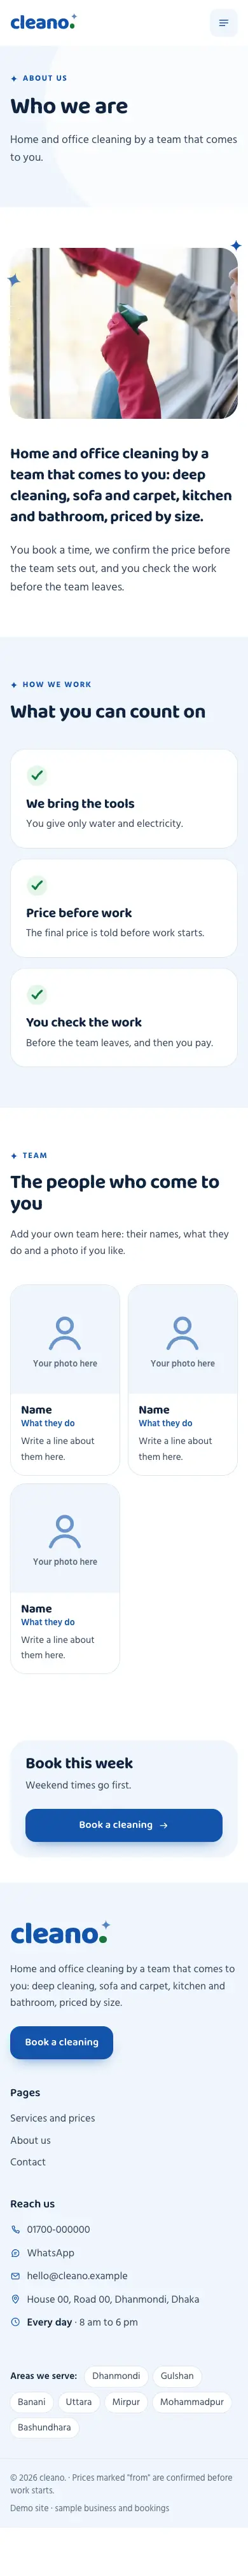 cleano.
ABOUT US
Who we are
Home and office cleaning by a team that comes
to you.
Home and office cleaning by a
team that comes to you: deep
cleaning, sofa and carpet, kitchen
and bathroom, priced by size.
You book a time, we confirm the price before
the team sets out, and you check the work
before the team leaves.
HOW WE WORK
What you can count on
We bring the tools
You give only water and electricity.
Price before work
The final price is told before work starts.
You check the work
Before the team leaves, and then you pay.
TEAM
The people who come to
you
Add your own team here: their names, what they
do and a photo if you like.
Your photo here
Name
What they do
Write a line about
them here.
Your photo here
Name
What they do
Write a line about
them here.
Your photo here
Name
What they do
Write a line about
them here.
Book this week
Weekend times go first.
Book a cleaning →
cleano.
Home and office cleaning by a team that comes to
you: deep cleaning, sofa and carpet, kitchen and
bathroom, priced by size.
Book a cleaning
Pages
Services and prices
About us
Contact
Reach us
01700-000000
WhatsApp
hello@cleano.example
House 00, Road 00, Dhanmondi, Dhaka
Every day · 8 am to 6 pm
Areas we serve: Dhanmondi Gulshan
Banani Uttara Mirpur Mohammadpur
Bashundhara
© 2026 cleano. · Prices marked "from" are confirmed before
work starts.
Demo site · sample business and bookings